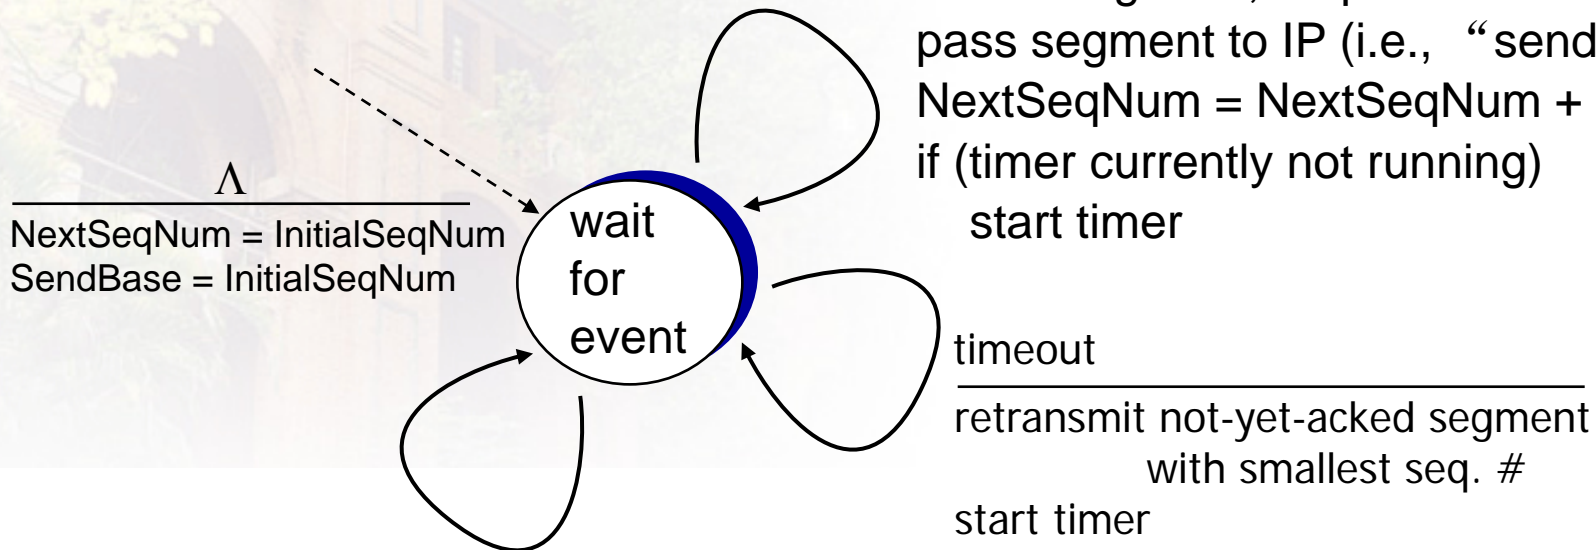 pass segment to IP (i.e., “send
NextSeqNum = NextSeqNum +
if (timer currently not running)
start timer
Λ
NextSeqNum = InitialSeqNum
SendBase = InitialSeqNum
wait
for
event
timeout
retransmit not-yet-acked segment
with smallest seq. #
start timer